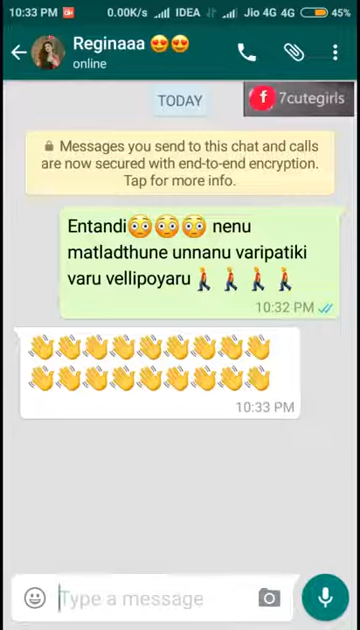 10:33 PM 0.00K/s IDEA Jio 4G 4G 45%
Reginaaa 😍😍
online
TODAY
7cutegirls
Messages you send to this chat and calls
are now secured with end-to-end encryption.
Tap for more info.
Entandi😳😳😳 nenu
matladthune unnanu varipatiki
varu vellipoyaru 🚶🚶🚶🚶
10:32 PM
👋👋👋👋👋👋👋👋👋
👋👋👋👋👋👋👋👋👋
10:33 PM
Type a message